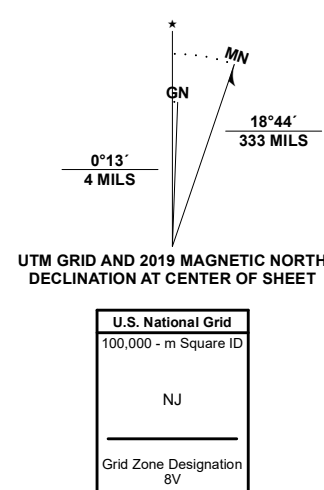 ★
MN
GN
18°44´
333 MILS
0°13´
4 MILS
UTM GRID AND 2019 MAGNETIC NORTH
DECLINATION AT CENTER OF SHEET
U.S. National Grid
100,000 - m Square ID
NJ
Grid Zone Designation
8V